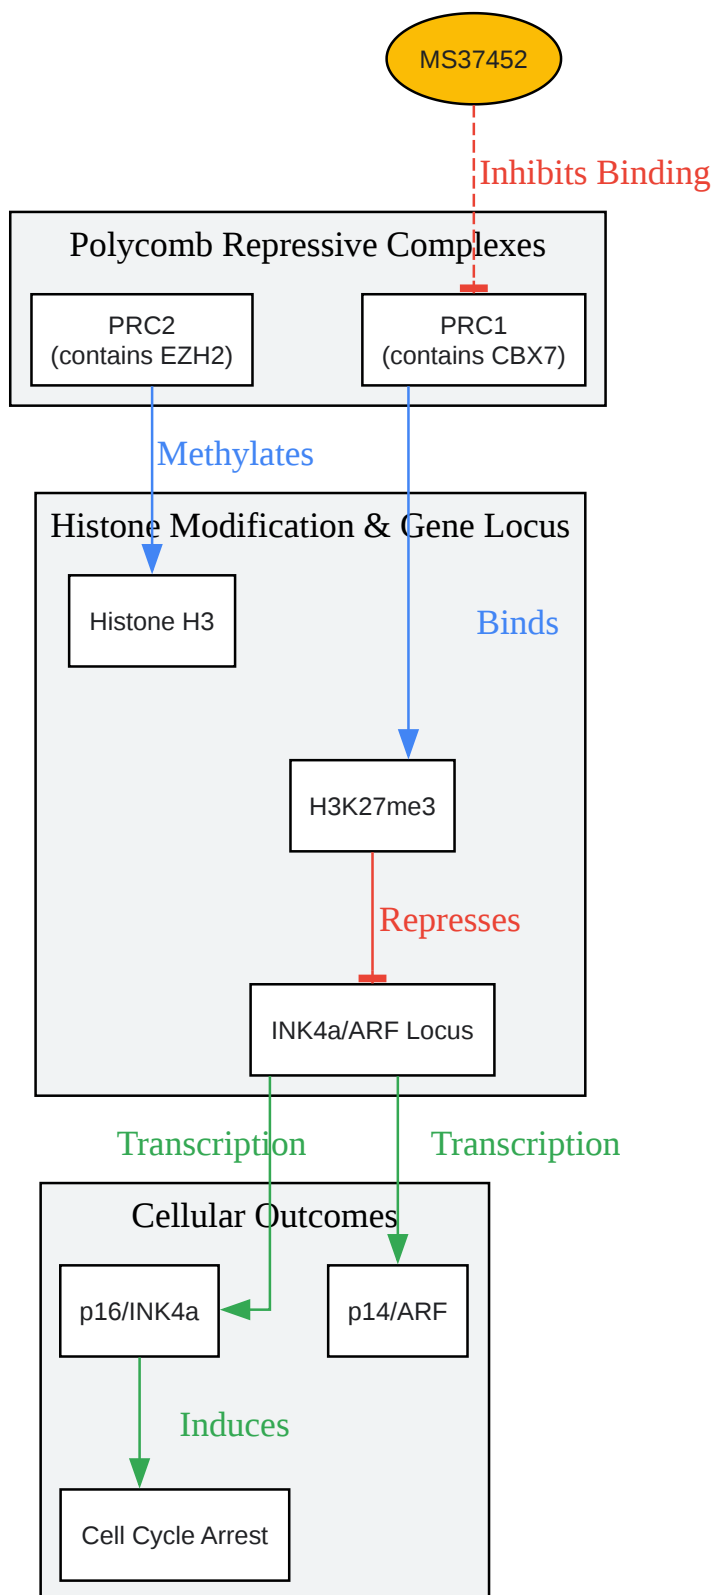 MS37452
Inhibits Binding
Polycomb Repressive Complexes
PRC2
(contains EZH2)
PRC1
(contains CBX7)
Methylates
Histone Modification & Gene Locus
Histone H3
Binds
H3K27me3
Represses
INK4a/ARF Locus
Transcription
Transcription
Cellular Outcomes
p16/INK4a
p14/ARF
Induces
Cell Cycle Arrest